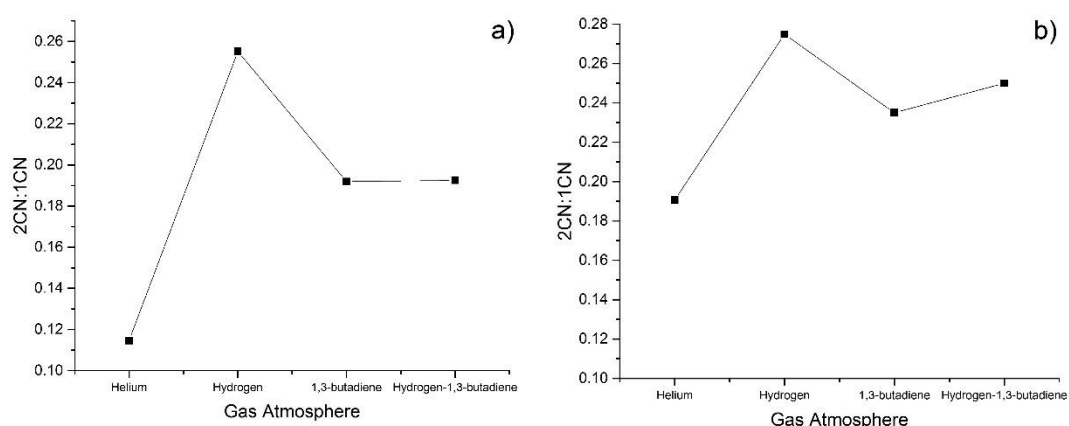 a)
0.26
0.24
0.22
0.20
0.18
0.16
0.14
0.12
0.10
2CN:1CN
Helium
Hydrogen
1,3-butadiene
Hydrogen-1,3-butadiene
Gas Atmosphere
b)
0.28
0.26
0.24
0.22
0.20
0.18
0.16
0.14
0.12
0.10
2CN:1CN
Helium
Hydrogen
1,3-butadiene
Hydrogen-1,3-butadiene
Gas Atmosphere